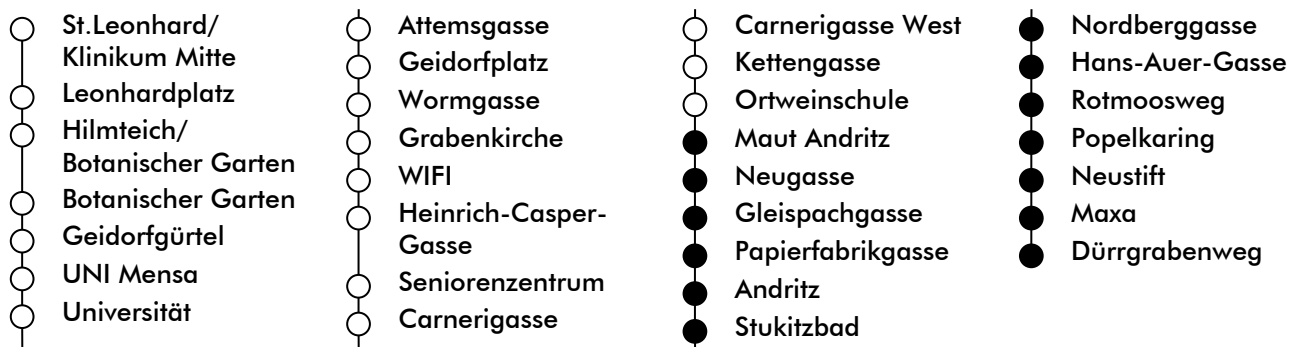 St.Leonhard/
Klinikum Mitte
Leonhardplatz
Hilmteich/
Botanischer Garten
Botanischer Garten
Geidorfgürtel
UNI Mensa
Universität
Attemsgasse
Geidorfplatz
Wormgasse
Grabenkirche
WIFI
Heinrich-Casper-
Gasse
Seniorenzentrum
Carnerigasse
Carnerigasse West
Kettengasse
Ortweinschule
Maut Andritz
Neugasse
Gleispachgasse
Papierfabrikgasse
Andritz
Stukitzbad
Nordberggasse
Hans-Auer-Gasse
Rotmoosweg
Popelkaring
Neustift
Maxa
Dürrgrabenweg